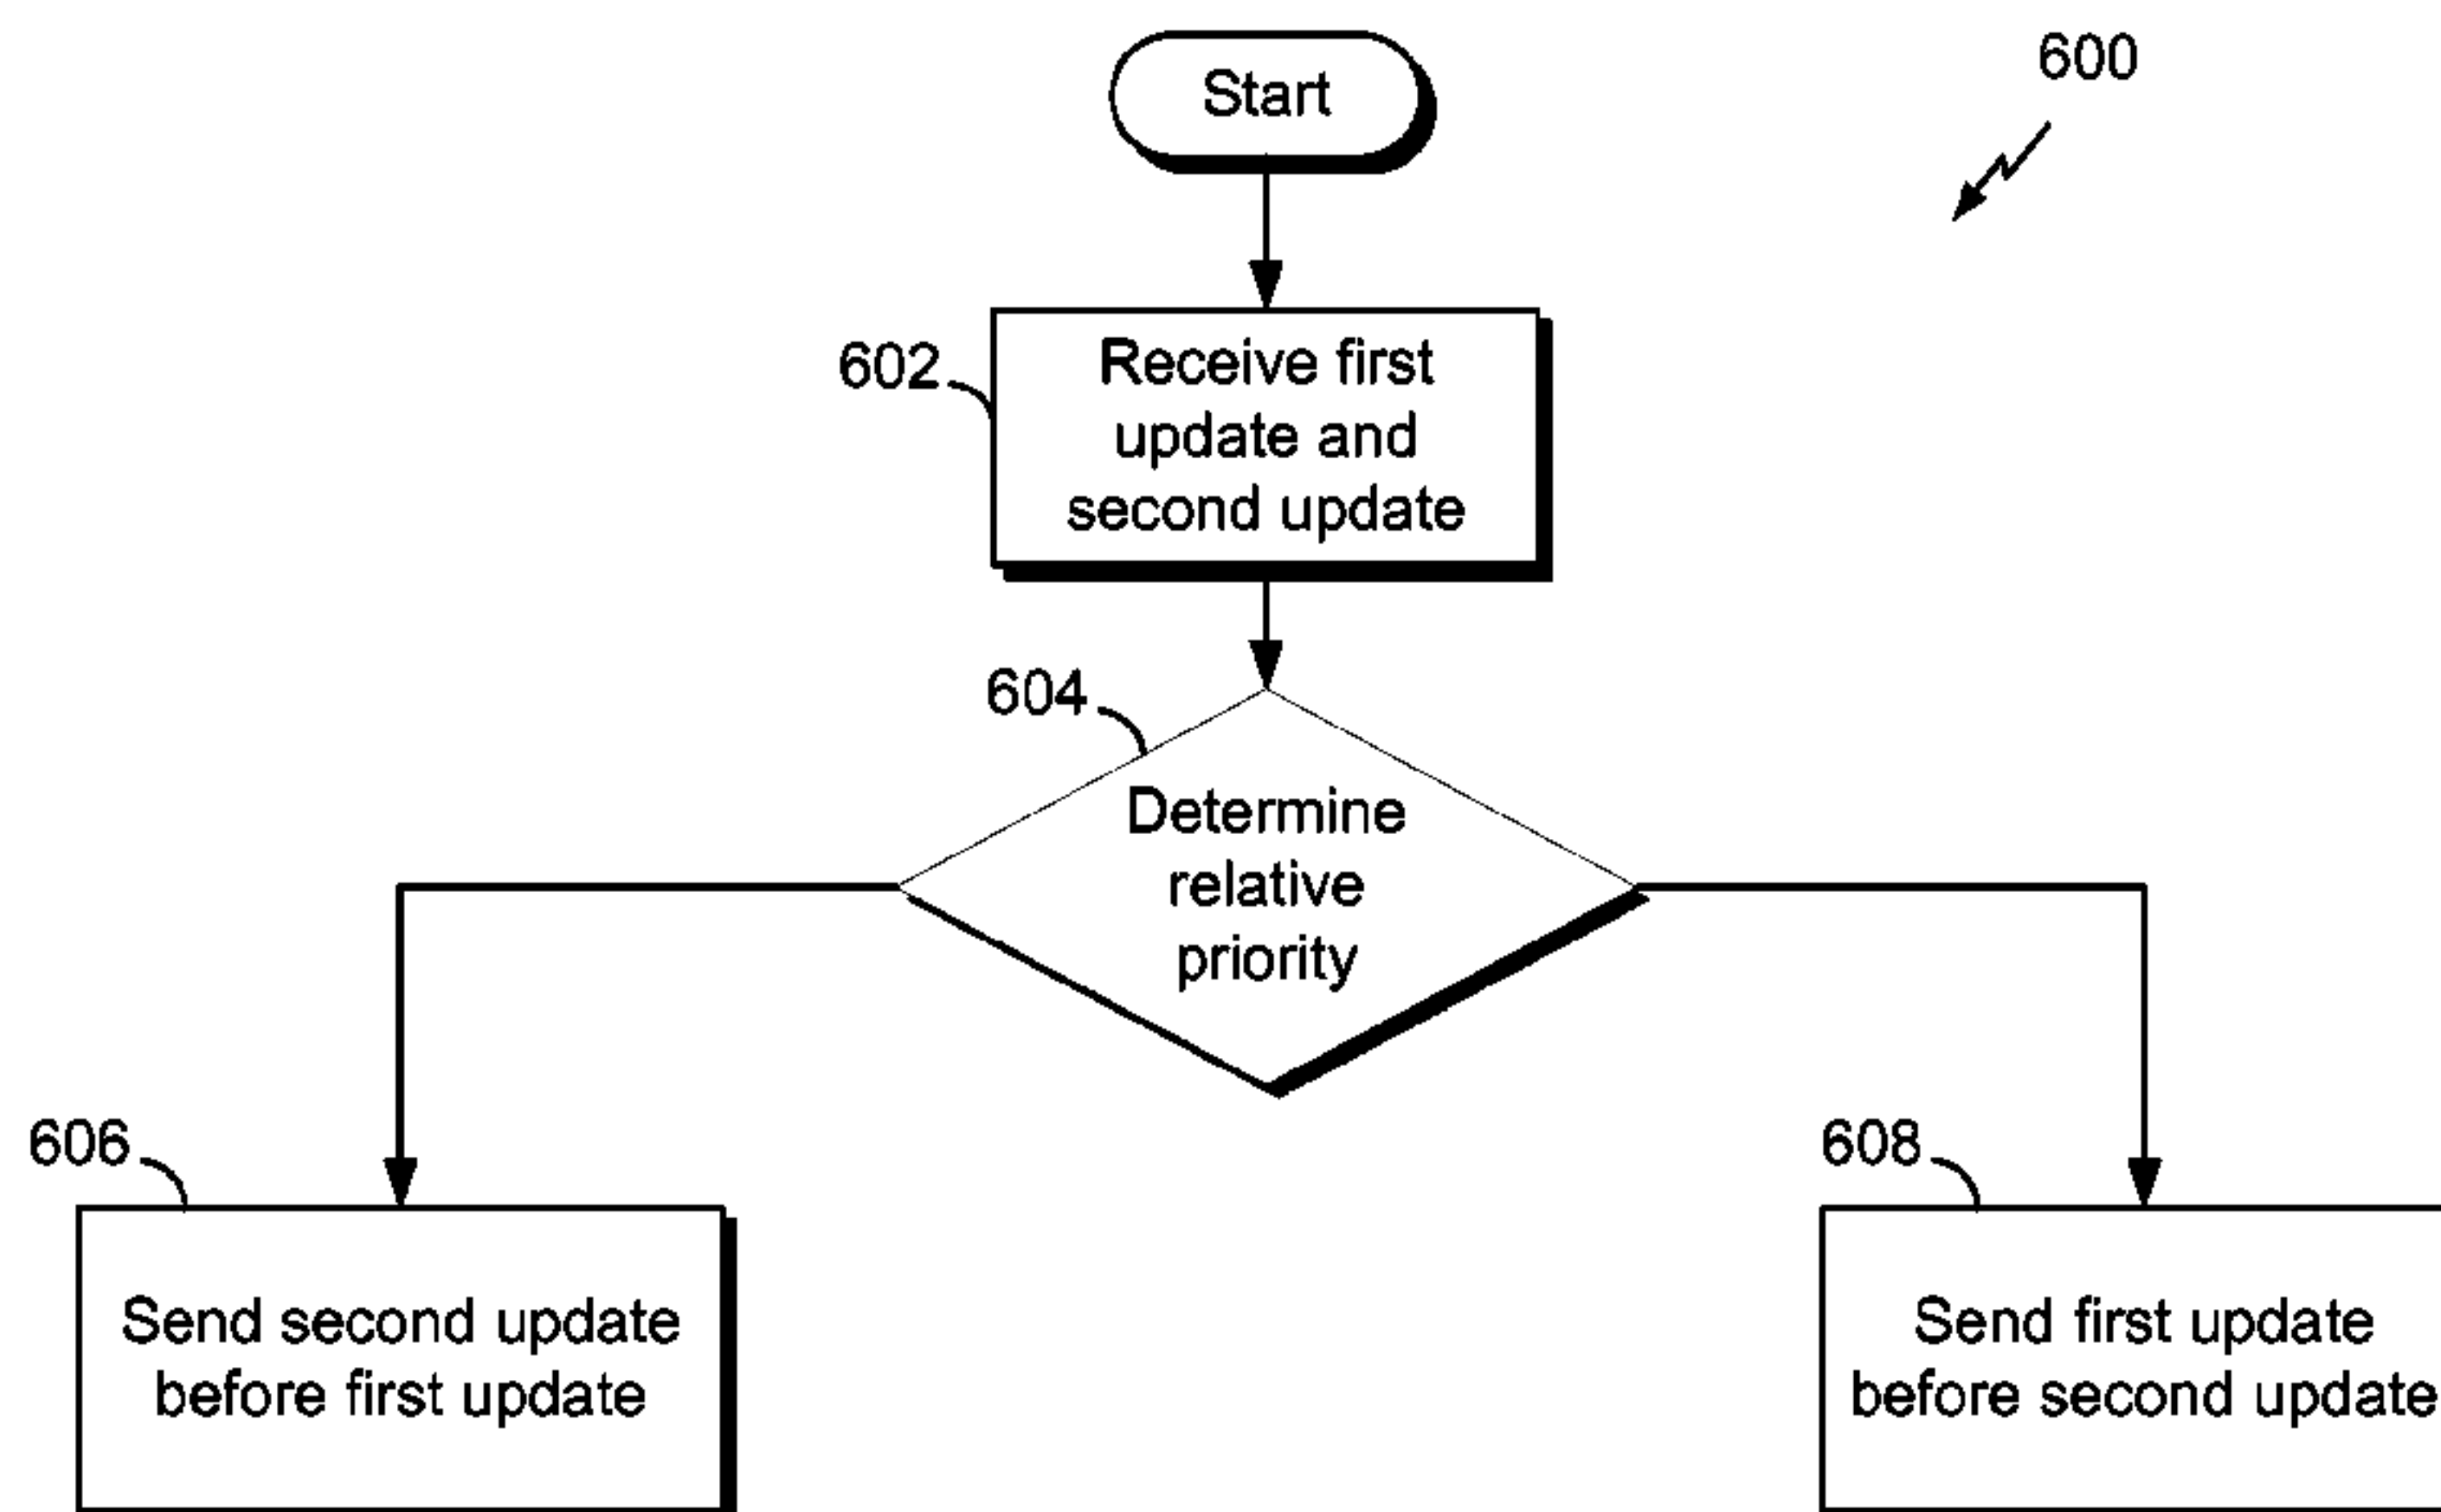 Start
600
602
Receive first
update and
second update
604
Determine
relative
priority
606
Send second update
before first update
608
Send first update
before second update